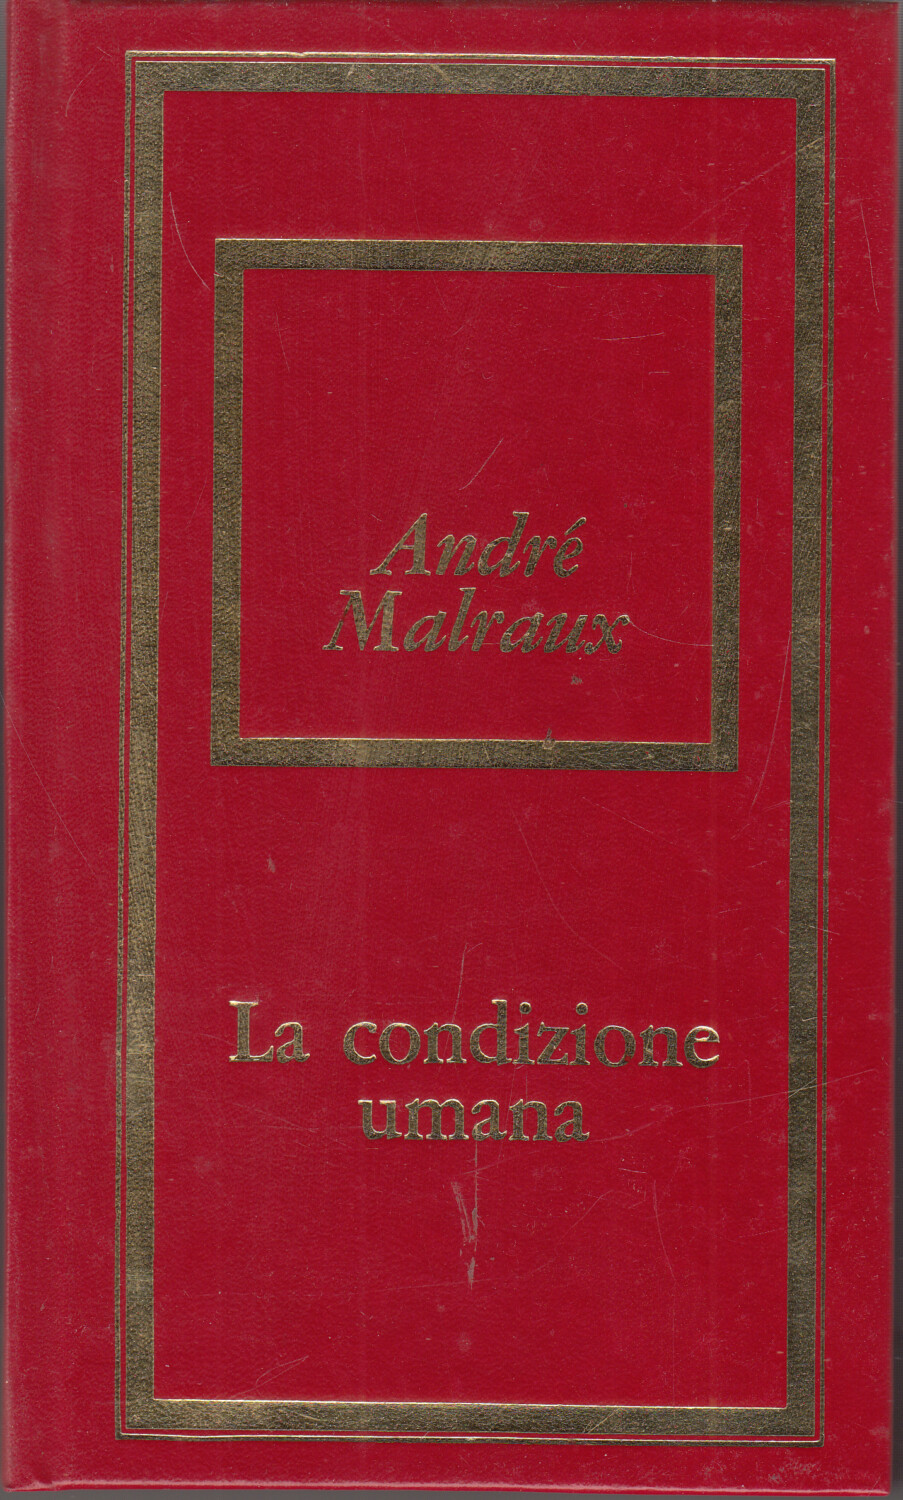 André
Malraux
La condizione
umana